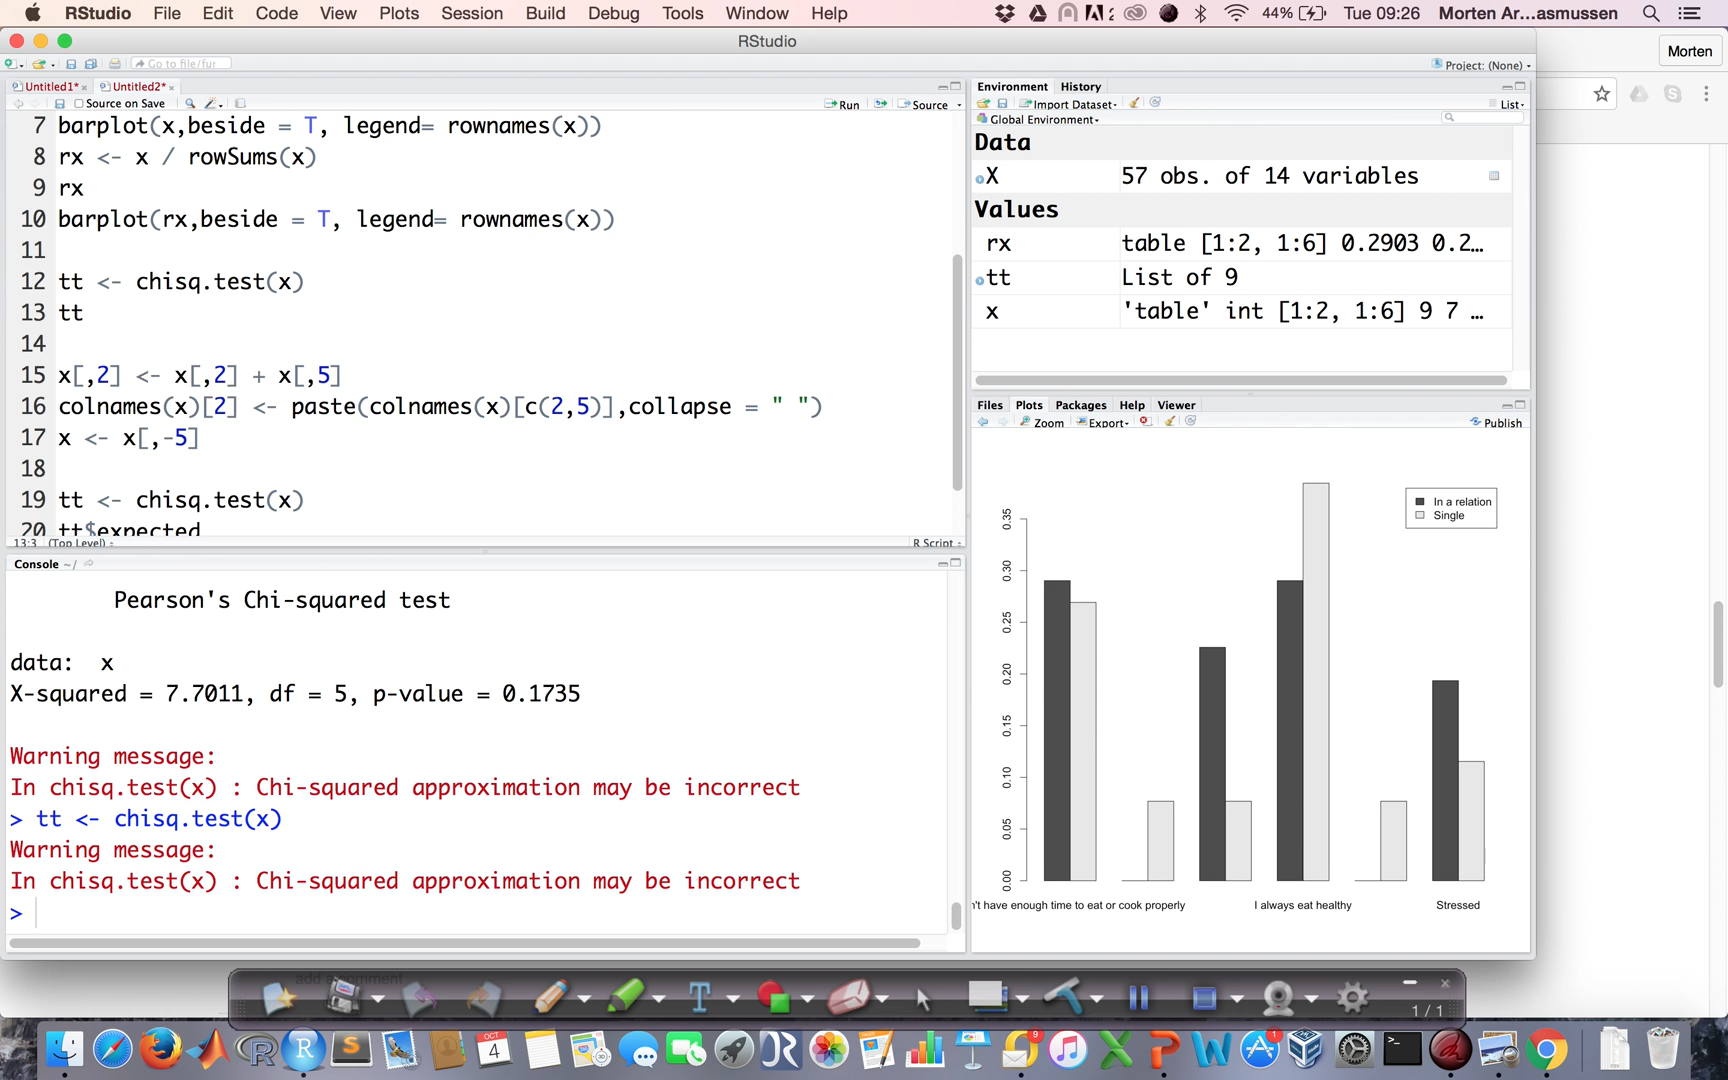 RStudio File Edit Code View Plots Session Build Debug Tools Window Help
2 44% Tue 09:26 Morten Ar...asmussen
RStudio
Morten
Go to file/fur
Project: (None)
Untitled1* × Untitled2* ×
Source on Save
Run Source
7 barplot(x,beside = T, legend= rownames(x))
8 rx <- x / rowSums(x)
9 rx
10 barplot(rx,beside = T, legend= rownames(x))
11
12 tt <- chisq.test(x)
13 tt
14
15 x[,2] <- x[,2] + x[,5]
16 colnames(x)[2] <- paste(colnames(x)[c(2,5)],collapse = " ")
17 x <- x[,-5]
18
19 tt <- chisq.test(x)
20 tt$expected
13:3 (Top Level) R Script
Console ~/
Pearson's Chi-squared test
data: x
X-squared = 7.7011, df = 5, p-value = 0.1735
Warning message:
In chisq.test(x) : Chi-squared approximation may be incorrect
> tt <- chisq.test(x)
Warning message:
In chisq.test(x) : Chi-squared approximation may be incorrect
>
Environment History
Import Dataset List
Global Environment
Data
X 57 obs. of 14 variables
Values
rx table [1:2, 1:6] 0.2903 0.2…
tt List of 9
x 'table' int [1:2, 1:6] 9 7 …
Files Plots Packages Help Viewer
Zoom Export Publish
In a relation
Single
0.35
0.30
0.25
0.20
0.15
0.10
0.05
0.00
n't have enough time to eat or cook properly I always eat healthy Stressed
add a comment
T
1 / 1
OCT
4
9
1